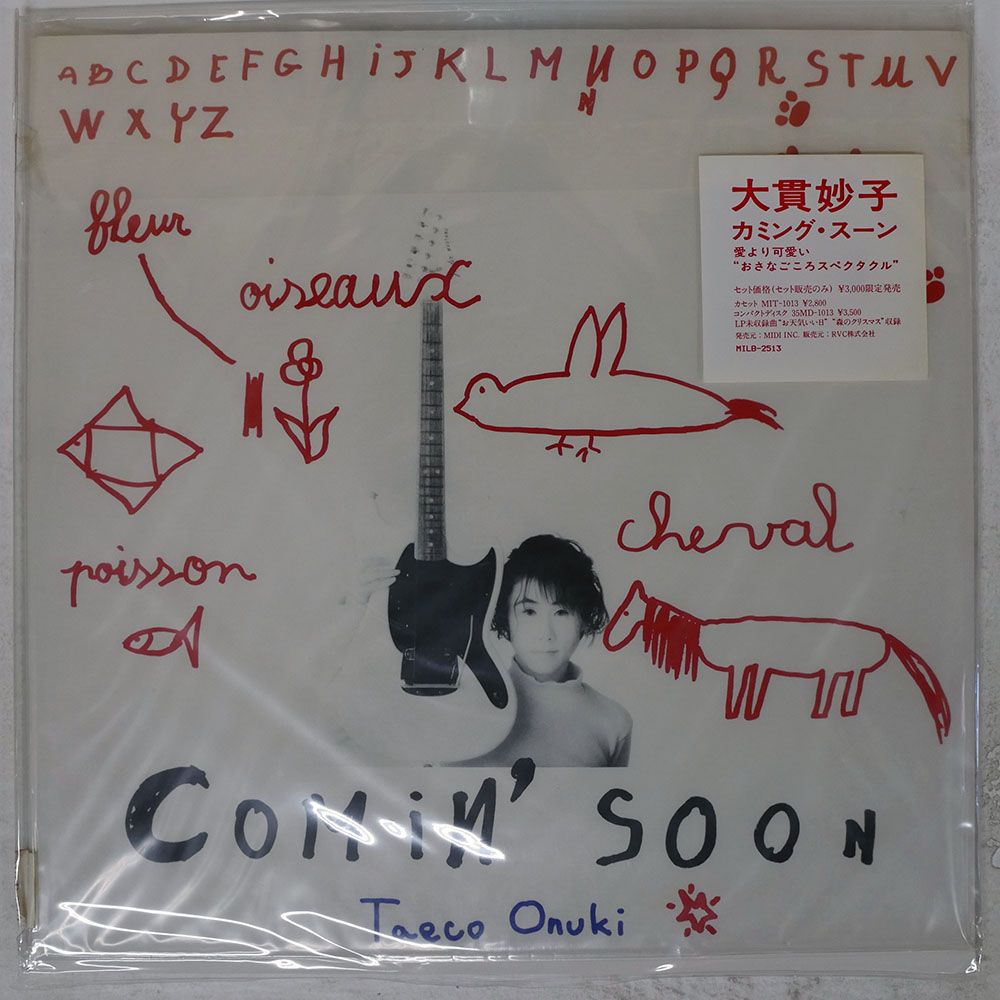 ABCDEFGHiJKLMNOPQRSTUV
N
WXYZ
fleur
oiseaux
大貫妙子
カミング・スーン
愛より可愛い
“おさなごころスペクタクル”
セット価格(セット販売のみ) ¥3,000限定発売
カセット MIT-1013 ¥2,800
コンパクトディスク 35MD-1013 ¥3,500
LP未収録曲“お天気いい日” “森のクリスマス”収録
発売元:MIDI INC. 販売元:RVC株式会社
MILB-2513
cheval
poisson
COMiN’ SOON
Taeco Onuki